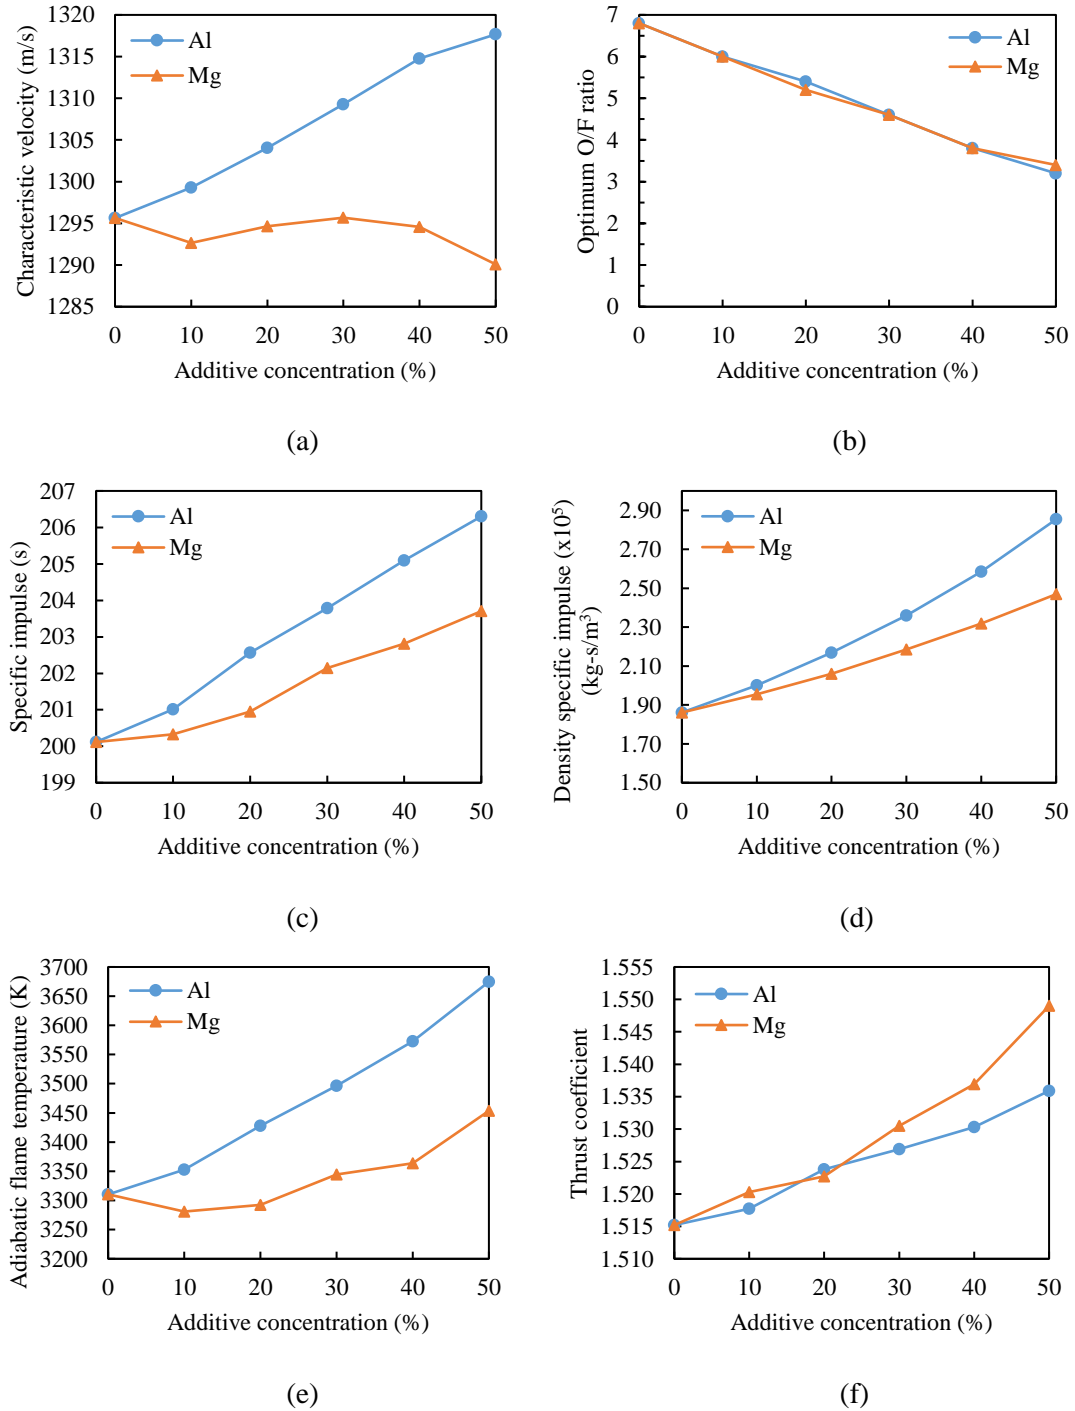 Characteristic velocity (m/s)
1320
1315
1310
1305
1300
1295
1290
1285
Al
Mg
0 10 20 30 40 50
Additive concentration (%)
(a)
Optimum O/F ratio
7
6
5
4
3
2
1
0
Al
Mg
0 10 20 30 40 50
Additive concentration (%)
(b)
Specific impulse (s)
207
206
205
204
203
202
201
200
199
Al
Mg
0 10 20 30 40 50
Additive concentration (%)
(c)
Density specific impulse (x10⁵)
(kg-s/m³)
2.90
2.70
2.50
2.30
2.10
1.90
1.70
1.50
Al
Mg
0 10 20 30 40 50
Additive concentration (%)
(d)
Adiabatic flame temperature (K)
3700
3650
3600
3550
3500
3450
3400
3350
3300
3250
3200
Al
Mg
0 10 20 30 40 50
Additive concentration (%)
(e)
Thrust coefficient
1.555
1.550
1.545
1.540
1.535
1.530
1.525
1.520
1.515
1.510
Al
Mg
0 10 20 30 40 50
Additive concentration (%)
(f)